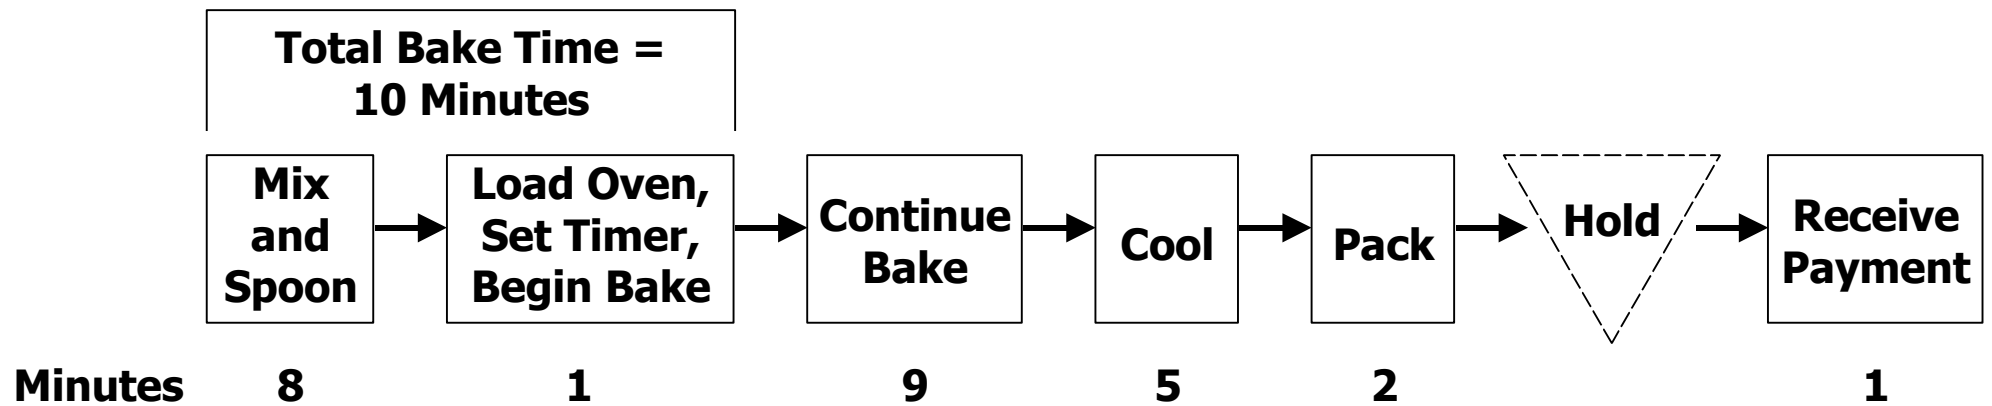 Total Bake Time =
10 Minutes
Mix
and
Spoon
Load Oven,
Set Timer,
Begin Bake
Continue
Bake
Cool
Pack
Hold
Receive
Payment
Minutes 8 1 9 5 2 1